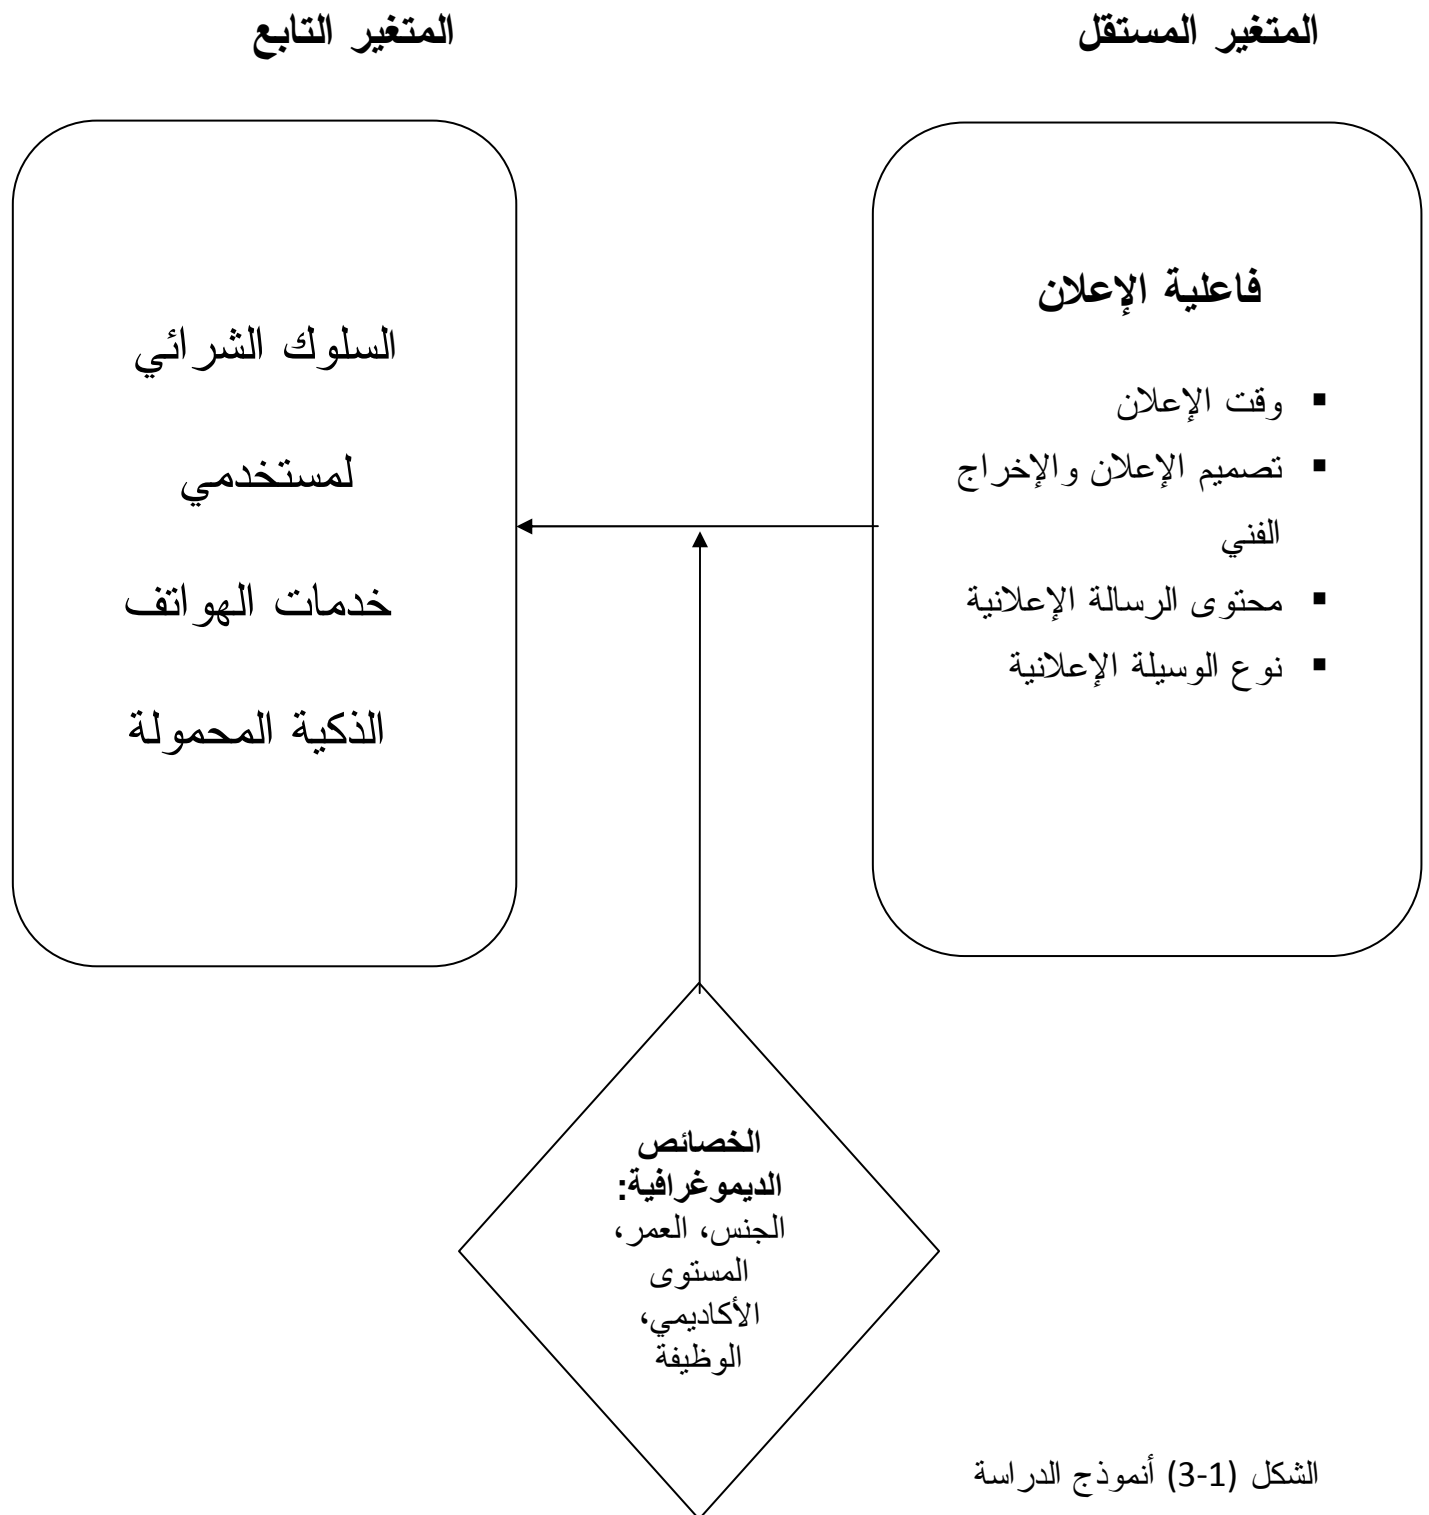 المتغير المستقل
المتغير التابع
فاعلية الإعلان
▪ وقت الإعلان
▪ تصميم الإعلان والإخراج
الفني
▪ محتوى الرسالة الإعلانية
▪ نوع الوسيلة الإعلانية
السلوك الشرائي
لمستخدمي
خدمات الهواتف
الذكية المحمولة
الخصائص
الديموغرافية:
الجنس، العمر،
المستوى
الأكاديمي،
الوظيفة
الشكل (1-3) أنموذج الدراسة